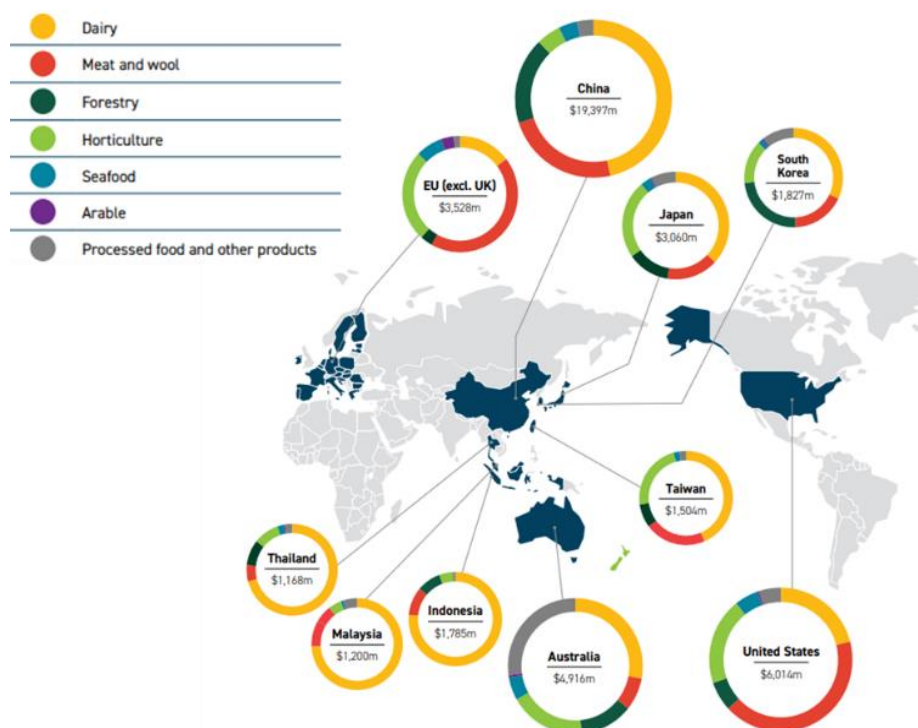 Dairy
Meat and wool
Forestry
Horticulture
Seafood
Arable
Processed food and other products
China
$19,397m
EU (excl. UK)
$3,528m
Japan
$3,060m
South
Korea
$1,827m
Taiwan
$1,504m
Thailand
$1,168m
Malaysia
$1,200m
Indonesia
$1,785m
Australia
$4,916m
United States
$6,014m